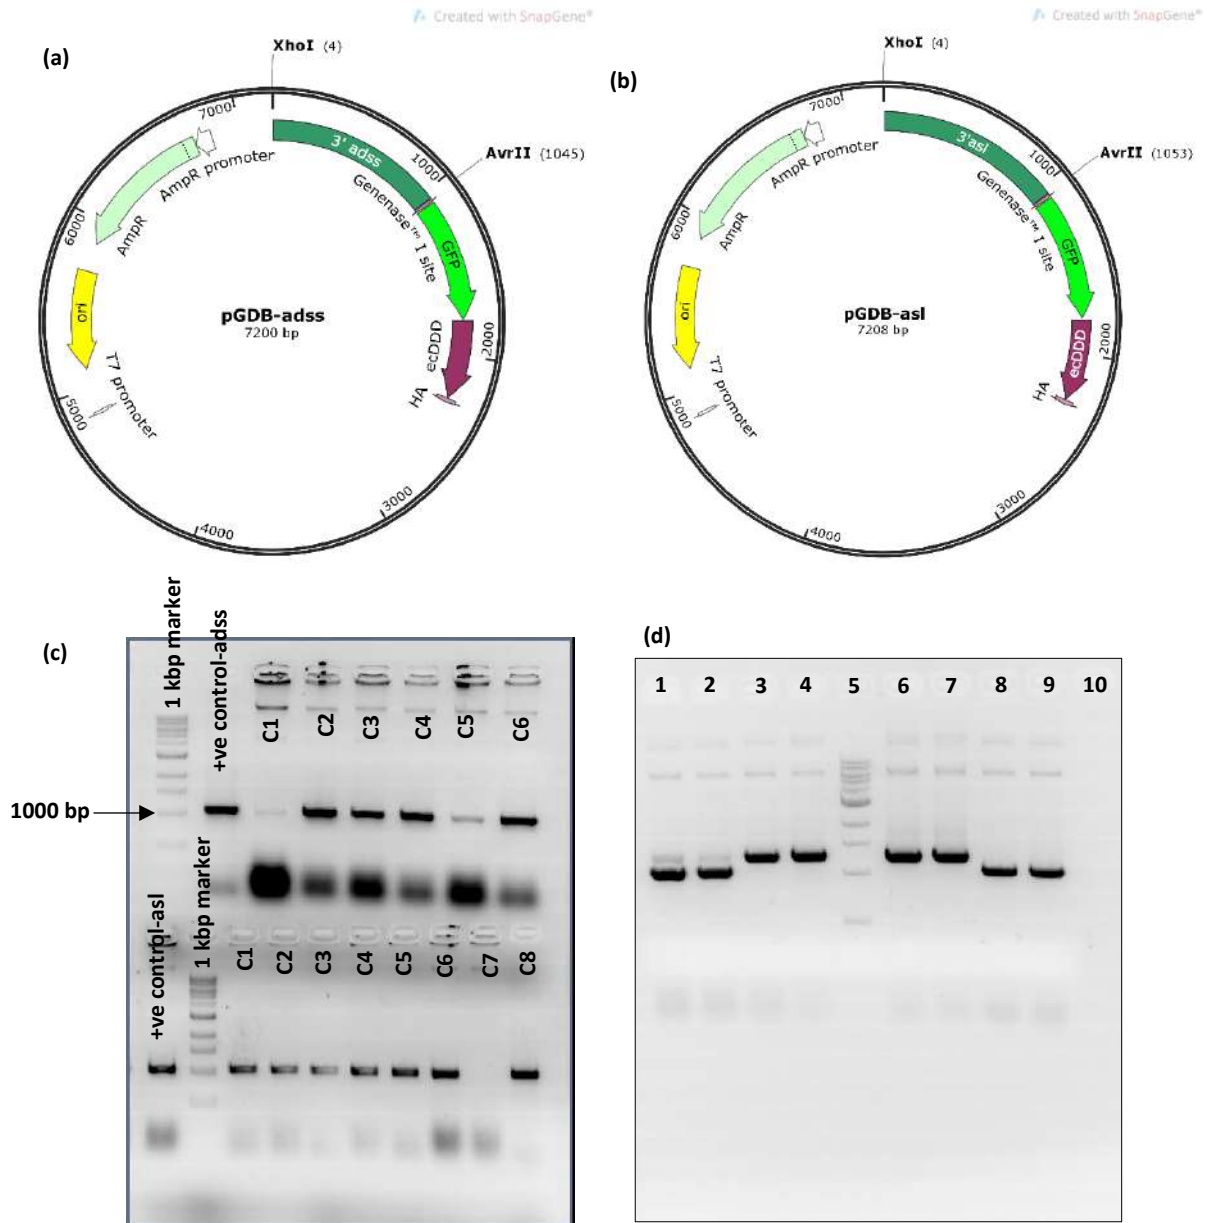 Created with SnapGene®
Created with SnapGene®
(a)
XhoI (4)
7000
3' adss
1000
AvrII (1045)
AmpR promoter
AmpR
6000
Genenase™ I site
GFP
ori
pGDB-adss
7200 bp
ecDDD
2000
HA
T7 promoter
5000
3000
4000
(b)
XhoI (4)
7000
3'asl
1000
AvrII (1053)
AmpR promoter
AmpR
6000
Genenase™ I site
GFP
ori
pGDB-asl
7208 bp
ecDDD
2000
HA
T7 promoter
5000
3000
4000
(c)
1 kbp marker
+ve control-adss
C1
C2
C3
C4
C5
C6
1000 bp
+ve control-asl
1 kbp marker
C1
C2
C3
C4
C5
C6
C7
C8
(d)
1 2 3 4 5 6 7 8 9 10